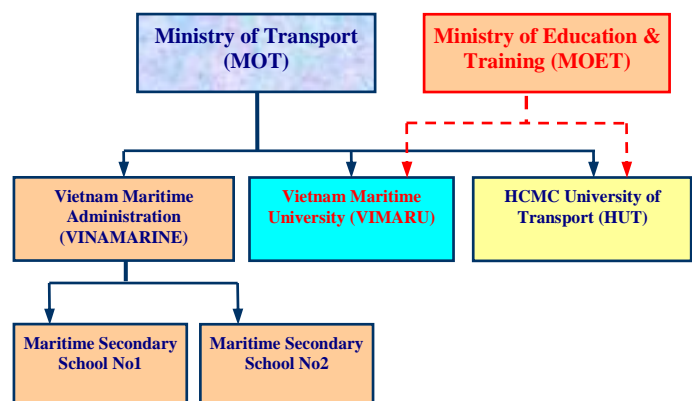 Ministry of Transport
(MOT)
Ministry of Education &
Training (MOET)
Vietnam Maritime
Administration
(VINAMARINE)
Vietnam Maritime
University (VIMARU)
HCMC University of
Transport (HUT)
Maritime Secondary
School No1
Maritime Secondary
School No2